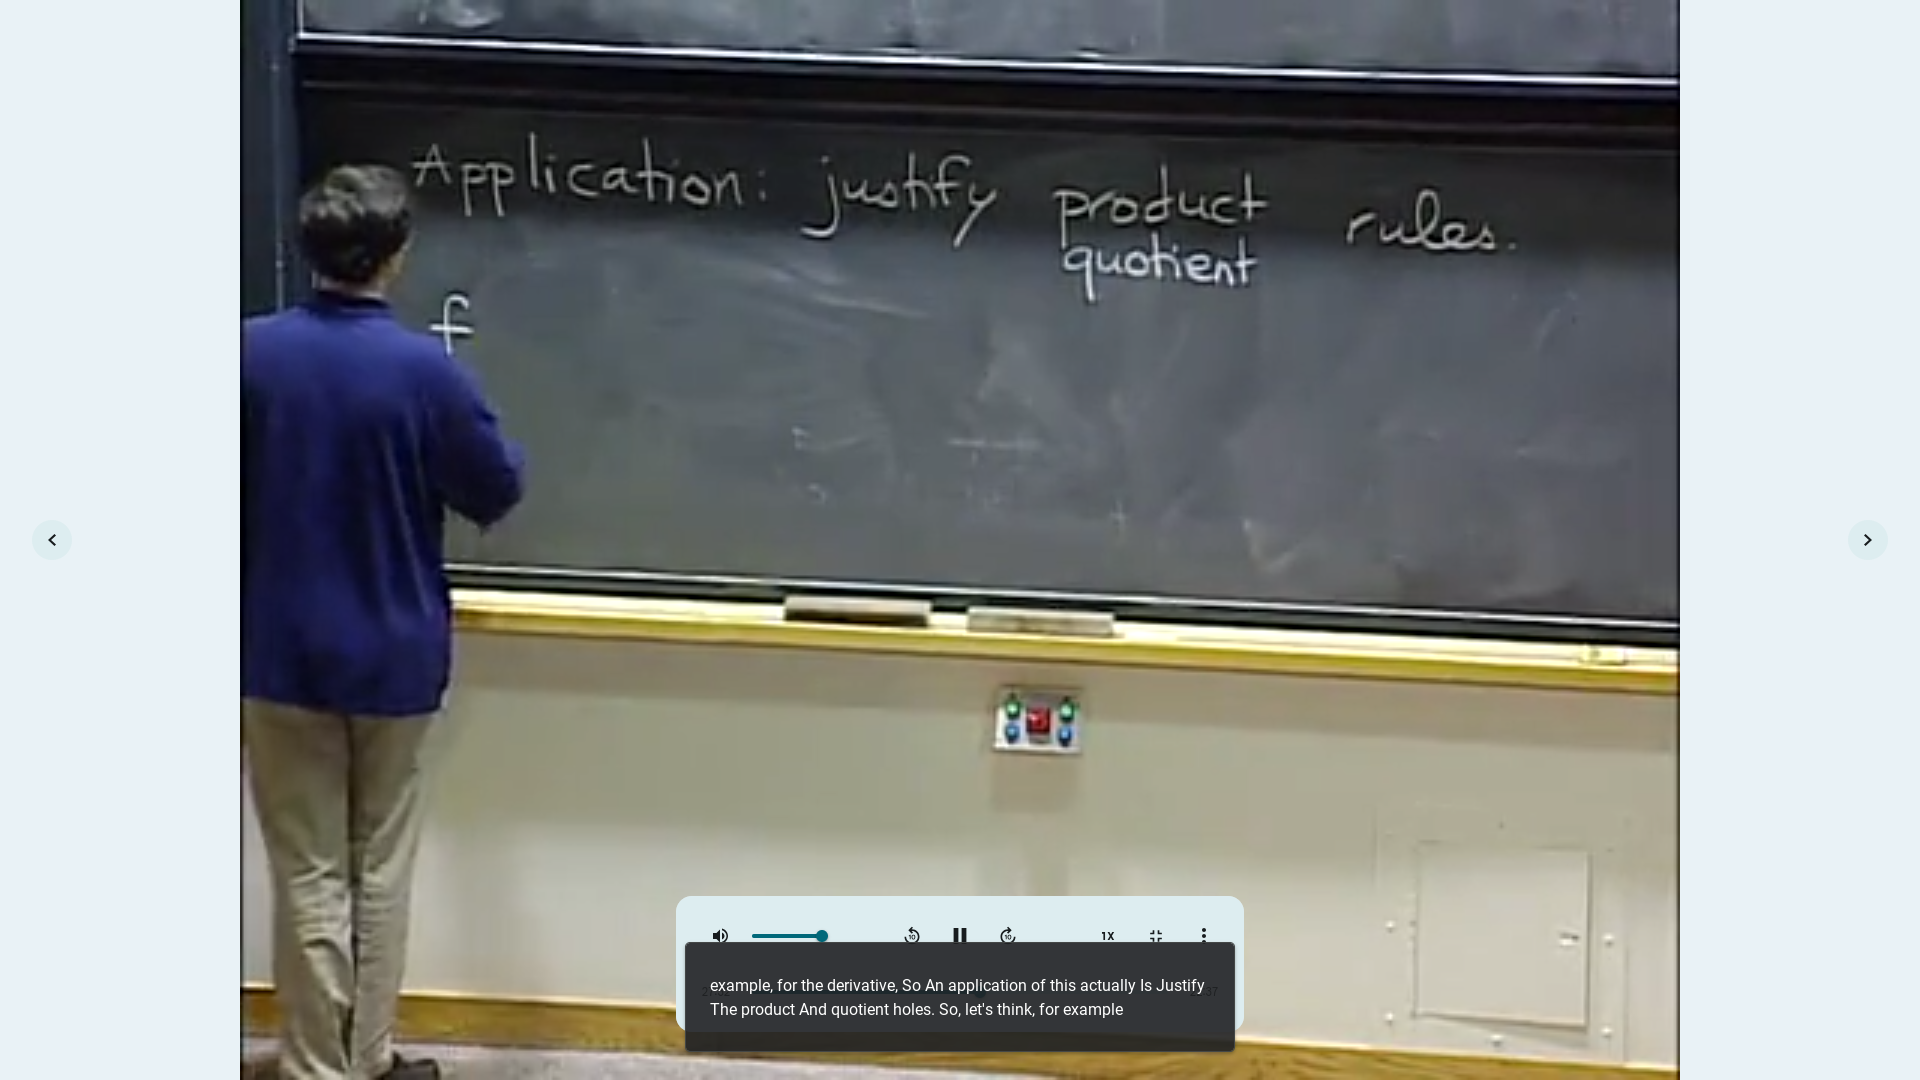 Application: justify product rules.
quotient
f
1X
example, for the derivative, So An application of this actually Is Justify
The product And quotient holes. So, let's think, for example